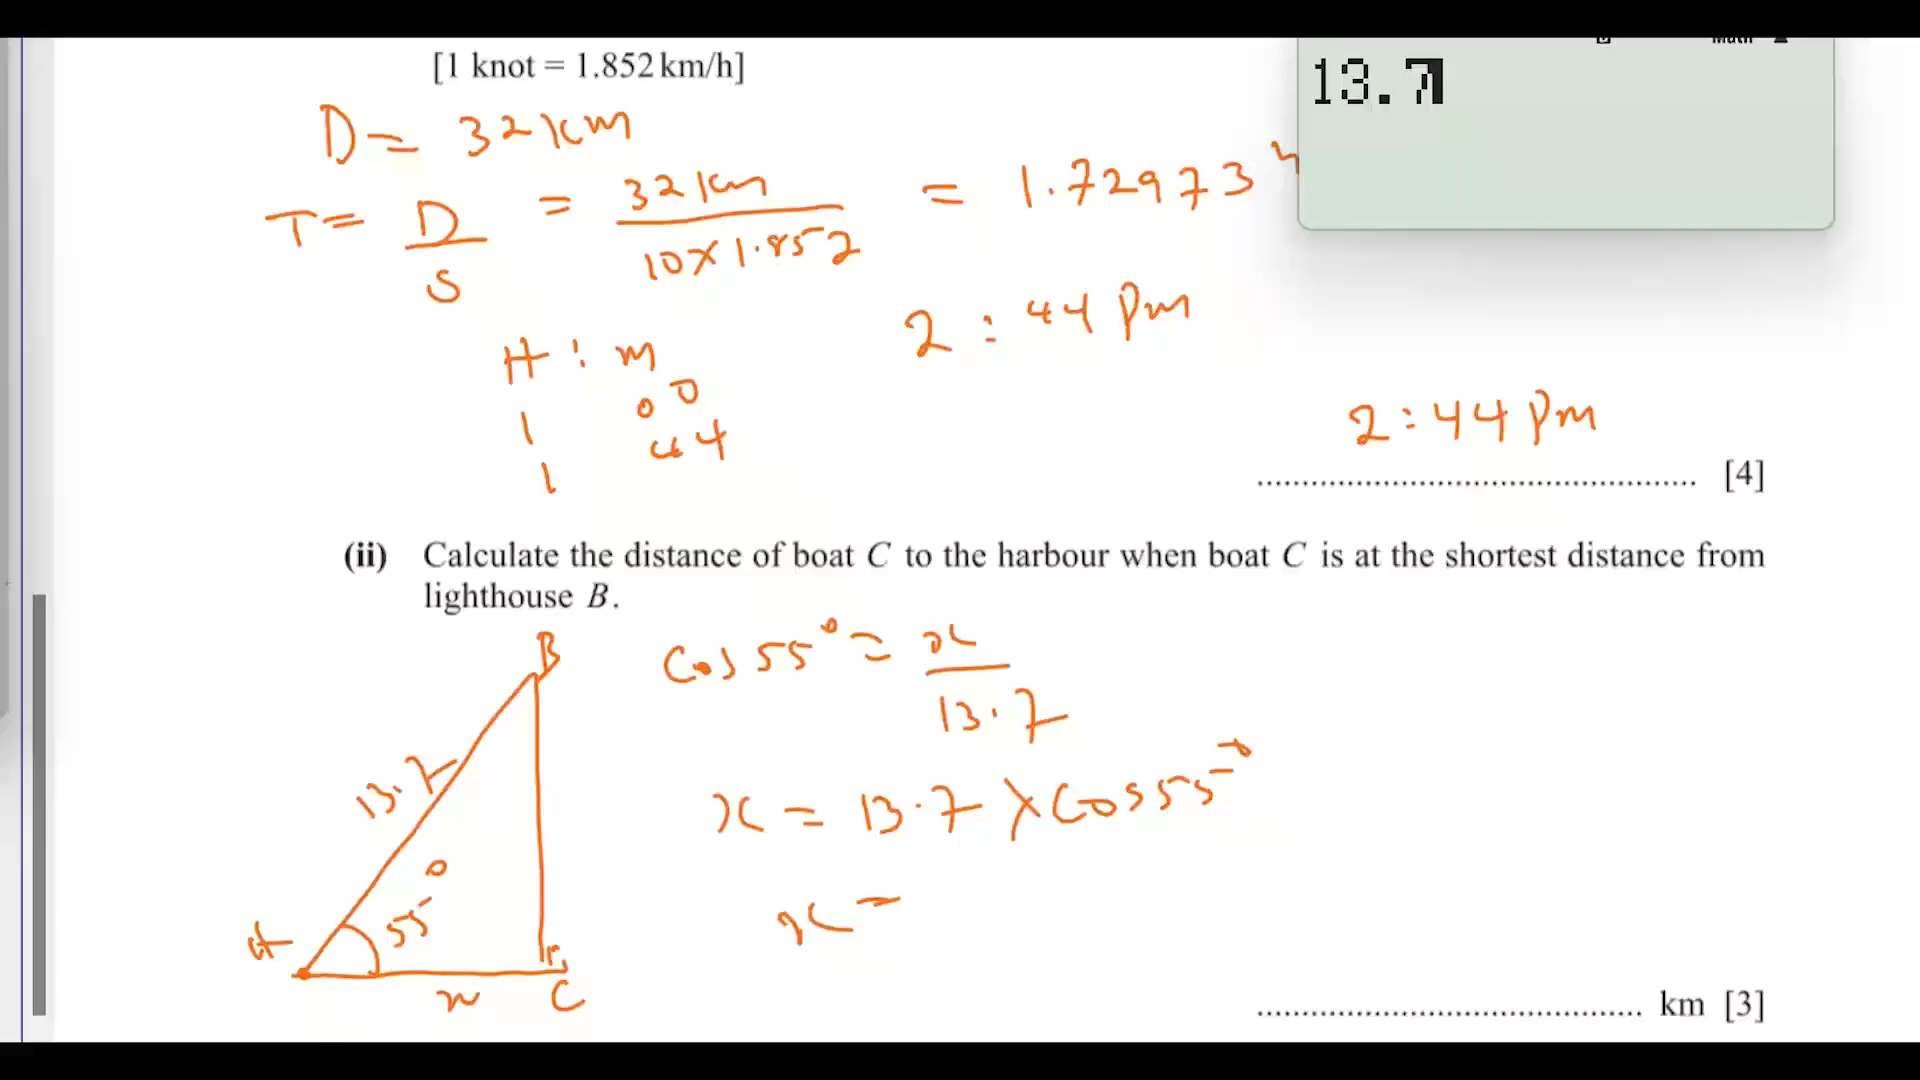 [1 knot = 1.852 km/h]
Math
13.7
D = 32 km
T = D/S = 32 km / 10 × 1.852 = 1.72973 h
H : m
2 : 44 Pm
1 00
1 44
2 : 44 Pm
[4]
(ii) Calculate the distance of boat C to the harbour when boat C is at the shortest distance from
lighthouse B.
B
Cos 55° = x / 13.7
13.7
x = 13.7 × Cos 55°
55°
x =
H
x C
km [3]